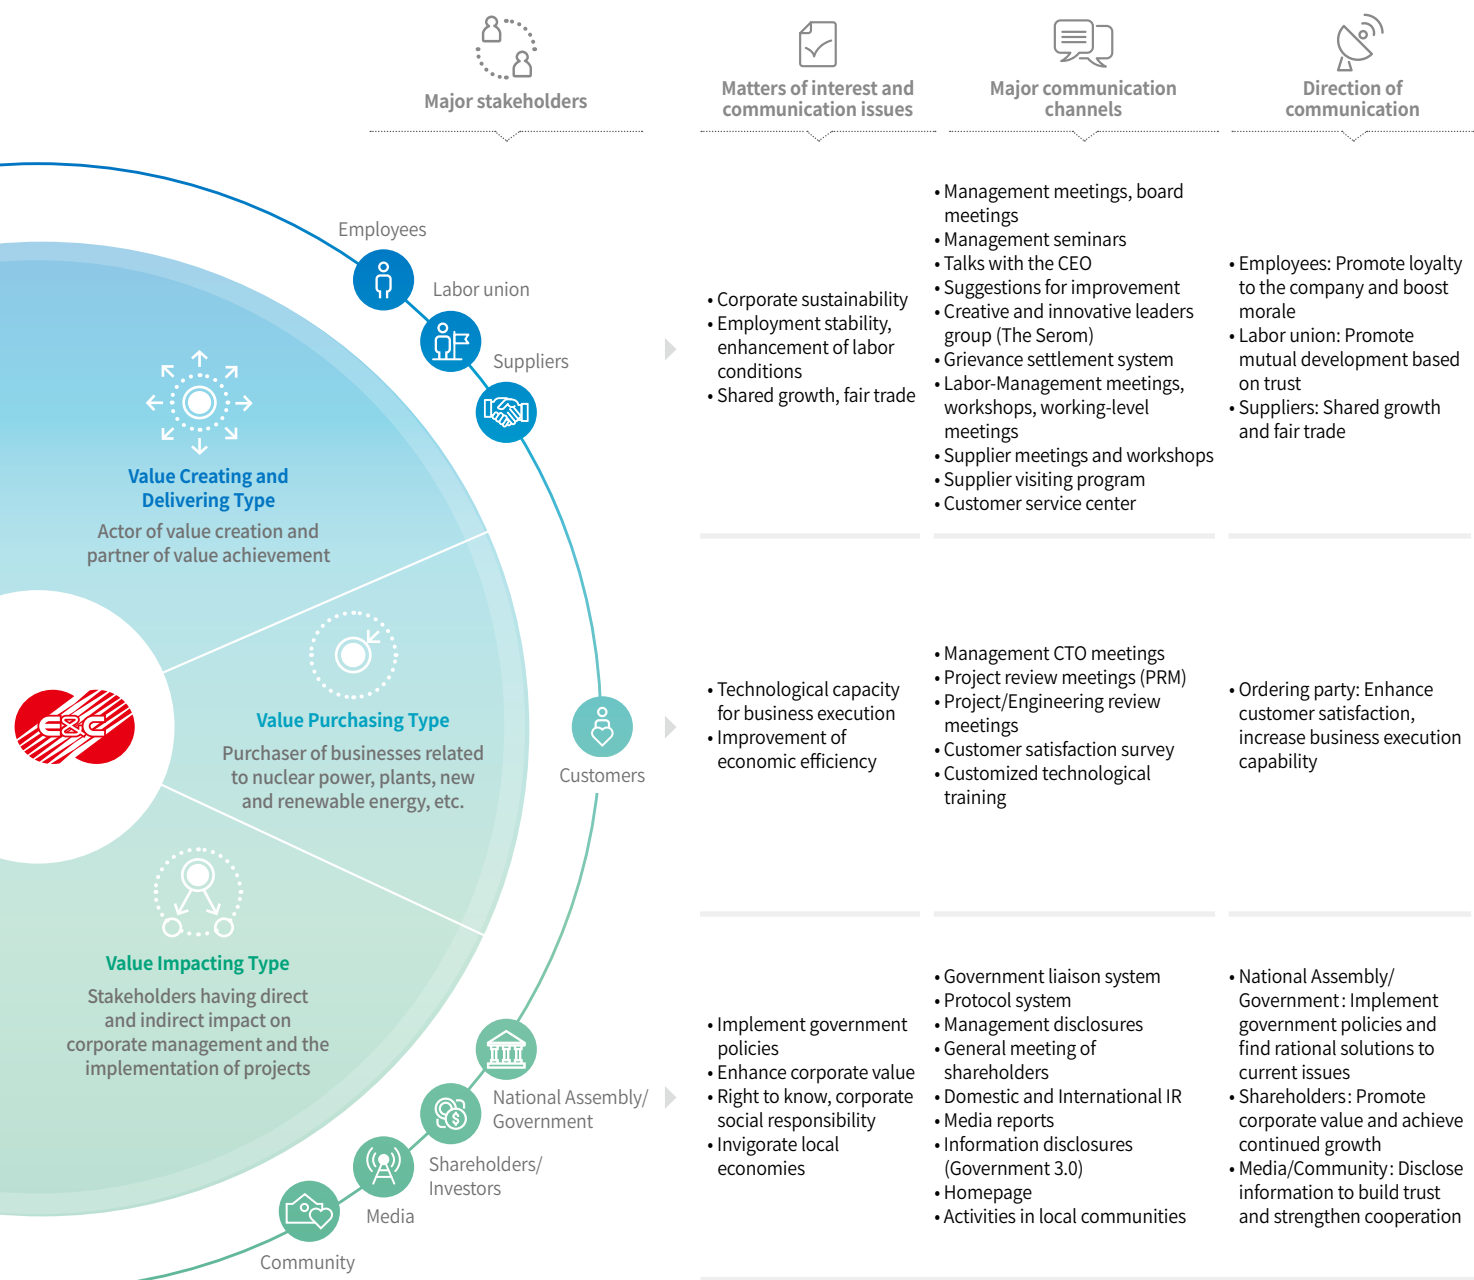 Major stakeholders
Matters of interest and
communication issues
Major communication
channels
Direction of
communication
Employees
Labor union
Suppliers
Value Creating and
Delivering Type
Actor of value creation and
partner of value achievement
• Corporate sustainability
• Employment stability,
enhancement of labor
conditions
• Shared growth, fair trade
• Management meetings, board
meetings
• Management seminars
• Talks with the CEO
• Suggestions for improvement
• Creative and innovative leaders
group (The Serom)
• Grievance settlement system
• Labor-Management meetings,
workshops, working-level
meetings
• Supplier meetings and workshops
• Supplier visiting program
• Customer service center
• Employees: Promote loyalty
to the company and boost
morale
• Labor union: Promote
mutual development based
on trust
• Suppliers: Shared growth
and fair trade
E&C
Value Purchasing Type
Purchaser of businesses related
to nuclear power, plants, new
and renewable energy, etc.
Customers
• Technological capacity
for business execution
• Improvement of
economic efficiency
• Management CTO meetings
• Project review meetings (PRM)
• Project/Engineering review
meetings
• Customer satisfaction survey
• Customized technological
training
• Ordering party: Enhance
customer satisfaction,
increase business execution
capability
Value Impacting Type
Stakeholders having direct
and indirect impact on
corporate management and the
implementation of projects
National Assembly/
Government
Shareholders/
Investors
Media
Community
• Implement government
policies
• Enhance corporate value
• Right to know, corporate
social responsibility
• Invigorate local
economies
• Government liaison system
• Protocol system
• Management disclosures
• General meeting of
shareholders
• Domestic and International IR
• Media reports
• Information disclosures
(Government 3.0)
• Homepage
• Activities in local communities
• National Assembly/
Government: Implement
government policies and
find rational solutions to
current issues
• Shareholders: Promote
corporate value and achieve
continued growth
• Media/Community: Disclose
information to build trust
and strengthen cooperation